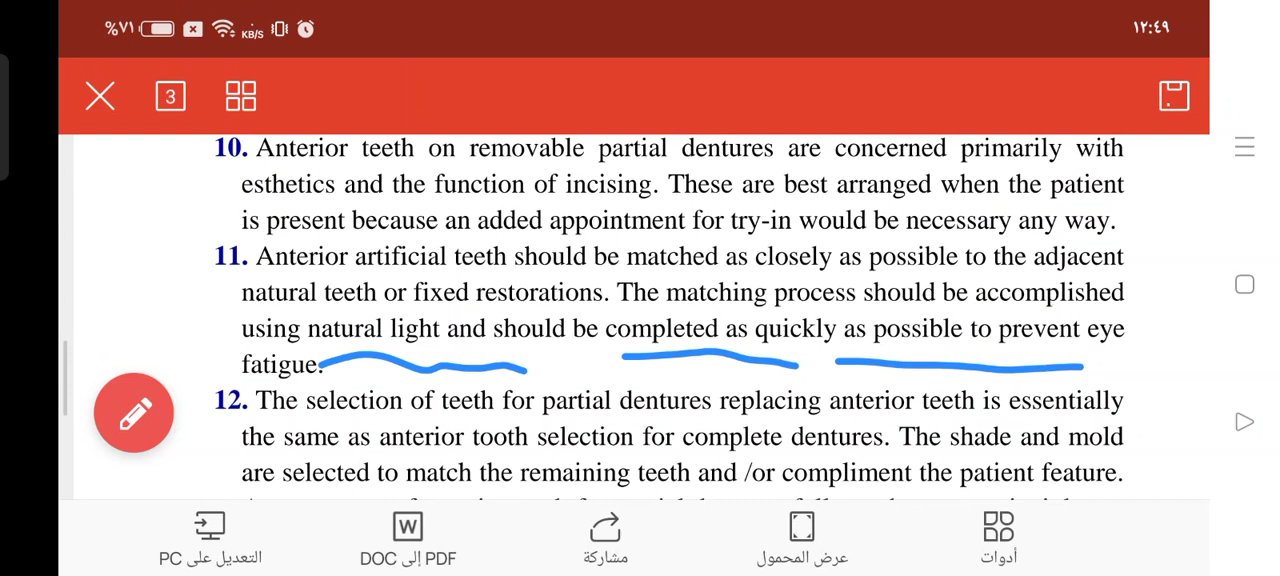 %٧١ KB/S ١٢:٤٩
3
10. Anterior teeth on removable partial dentures are concerned primarily with
esthetics and the function of incising. These are best arranged when the patient
is present because an added appointment for try-in would be necessary any way.
11. Anterior artificial teeth should be matched as closely as possible to the adjacent
natural teeth or fixed restorations. The matching process should be accomplished
using natural light and should be completed as quickly as possible to prevent eye
fatigue.
12. The selection of teeth for partial dentures replacing anterior teeth is essentially
the same as anterior tooth selection for complete dentures. The shade and mold
are selected to match the remaining teeth and /or compliment the patient feature.
W
التعديل على PC
PDF إلى DOC
مشاركة
عرض المحمول
أدوات